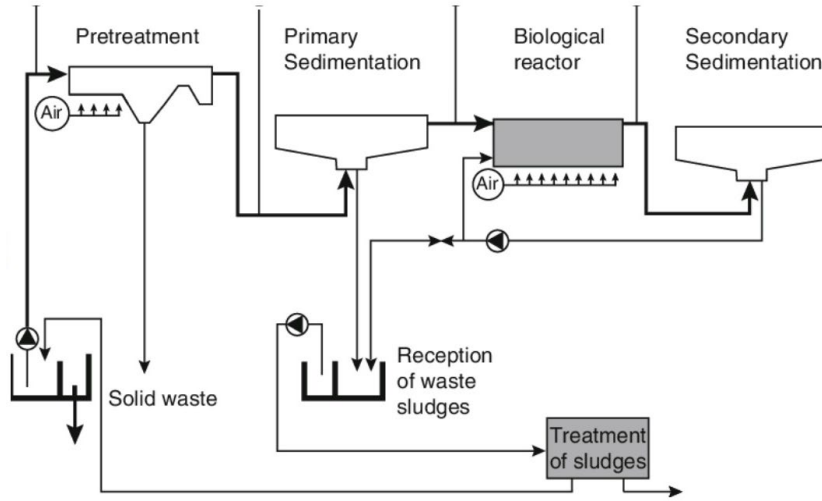 Pretreatment
Primary
Sedimentation
Biological
reactor
Secondary
Sedimentation
Air
Air
Solid waste
Reception
of waste
sludges
Treatment
of sludges